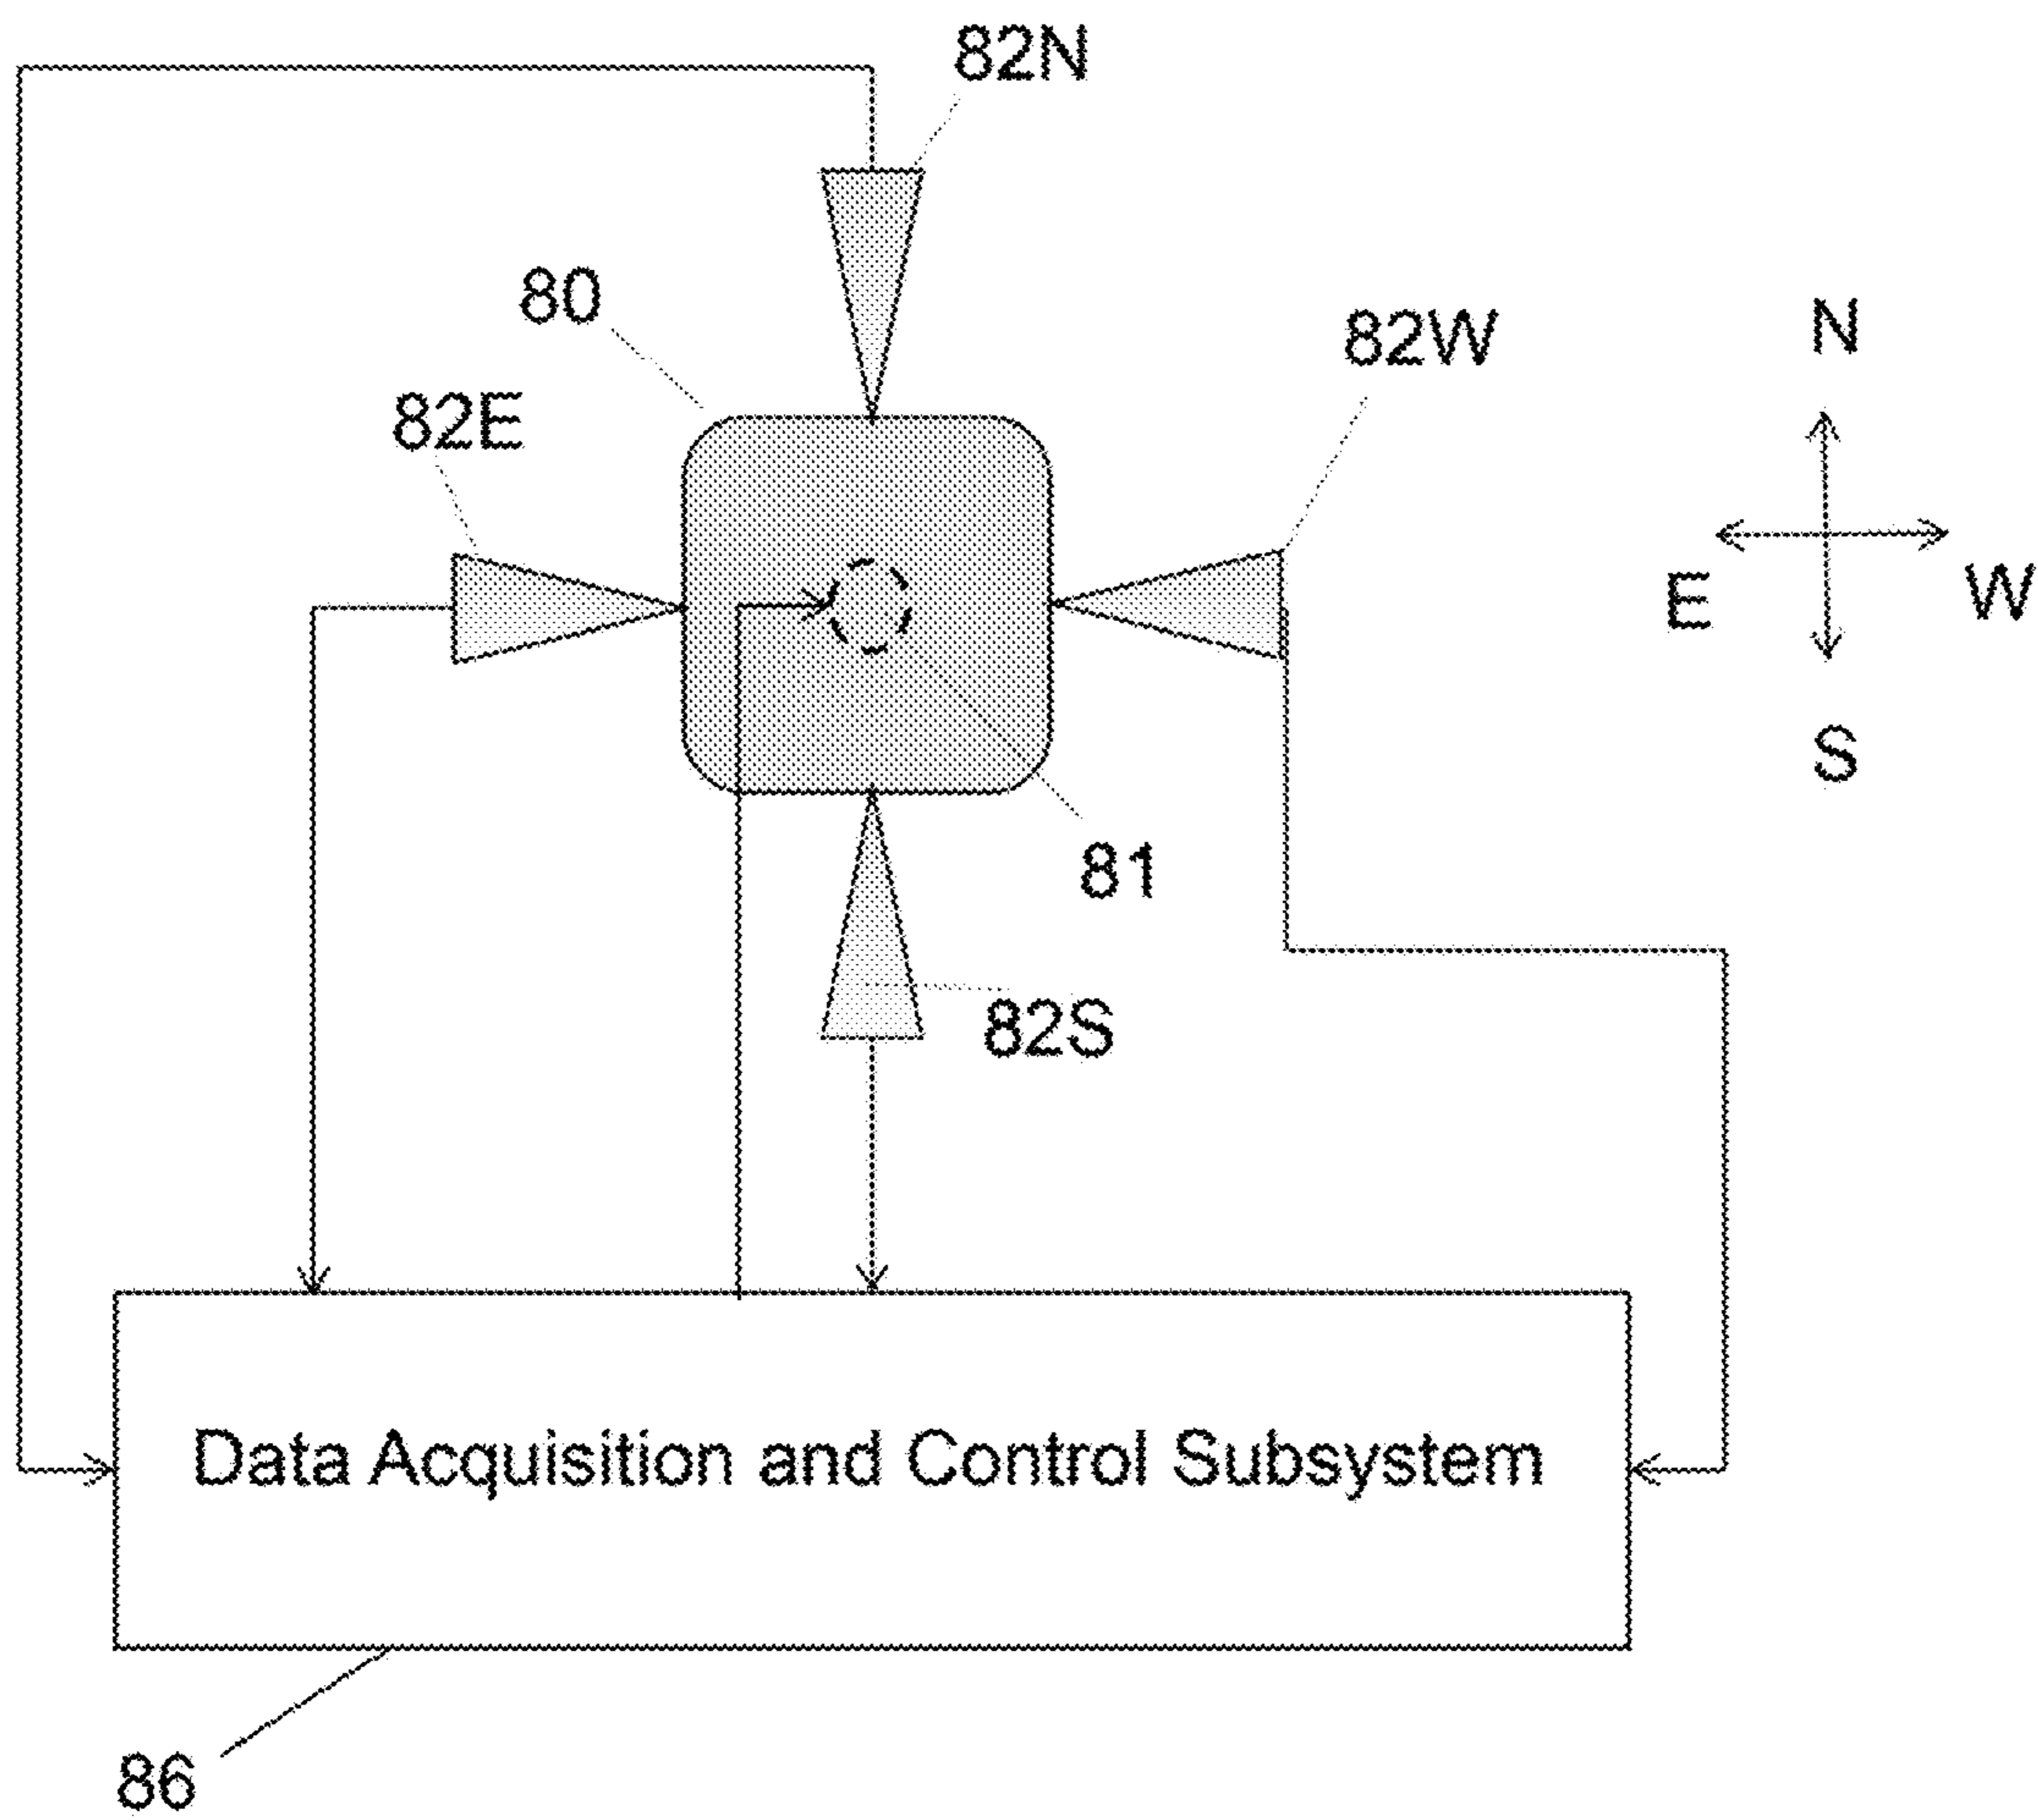 82N
80
82W
N
82E
E
W
S
81
82S
Data Acquisition and Control Subsystem
86